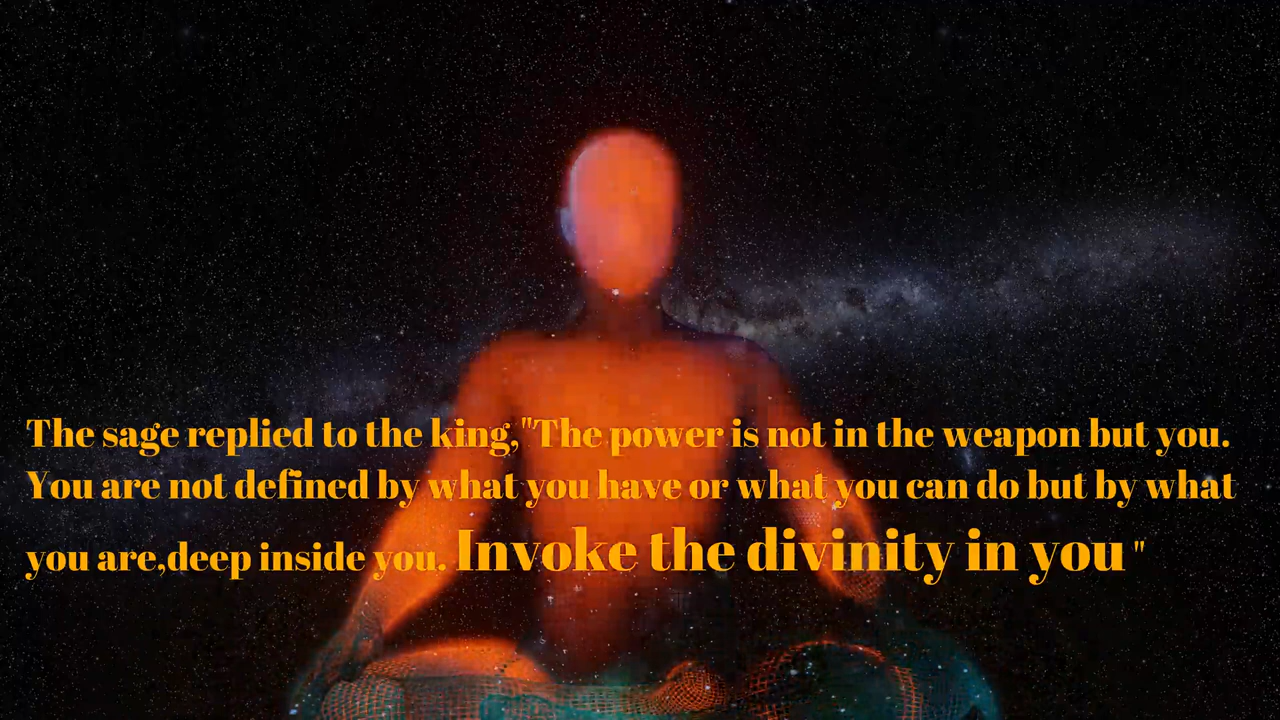 The sage replied to the king,"The power is not in the weapon but you.
You are not defined by what you have or what you can do but by what
you are,deep inside you. Invoke the divinity in you "